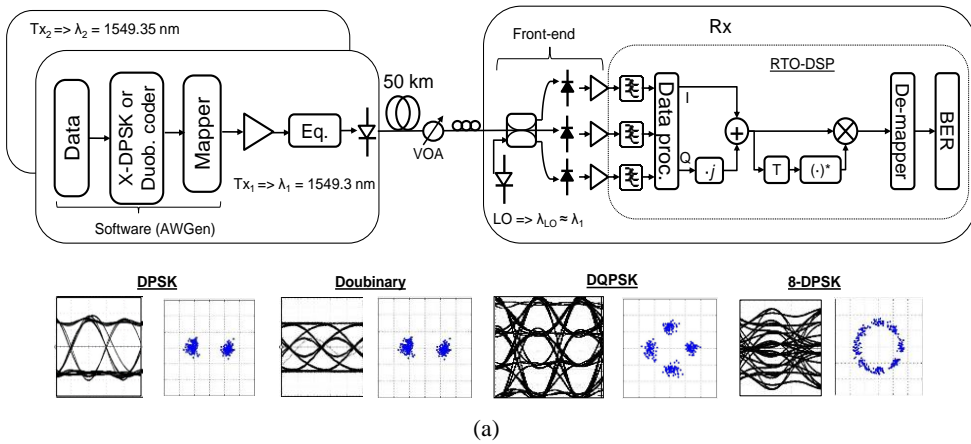 Tx2 => λ2 = 1549.35 nm
Data
X-DPSK or
Duob. coder
Mapper
Eq.
Tx1 => λ1 = 1549.3 nm
Software (AWGen)
50 km
VOA
Rx
Front-end
LO => λLO ≈ λ1
RTO-DSP
Data proc.
I
Q
·j
+
T
(·)*
De-mapper
BER
DPSK
Doubinary
DQPSK
8-DPSK
(a)